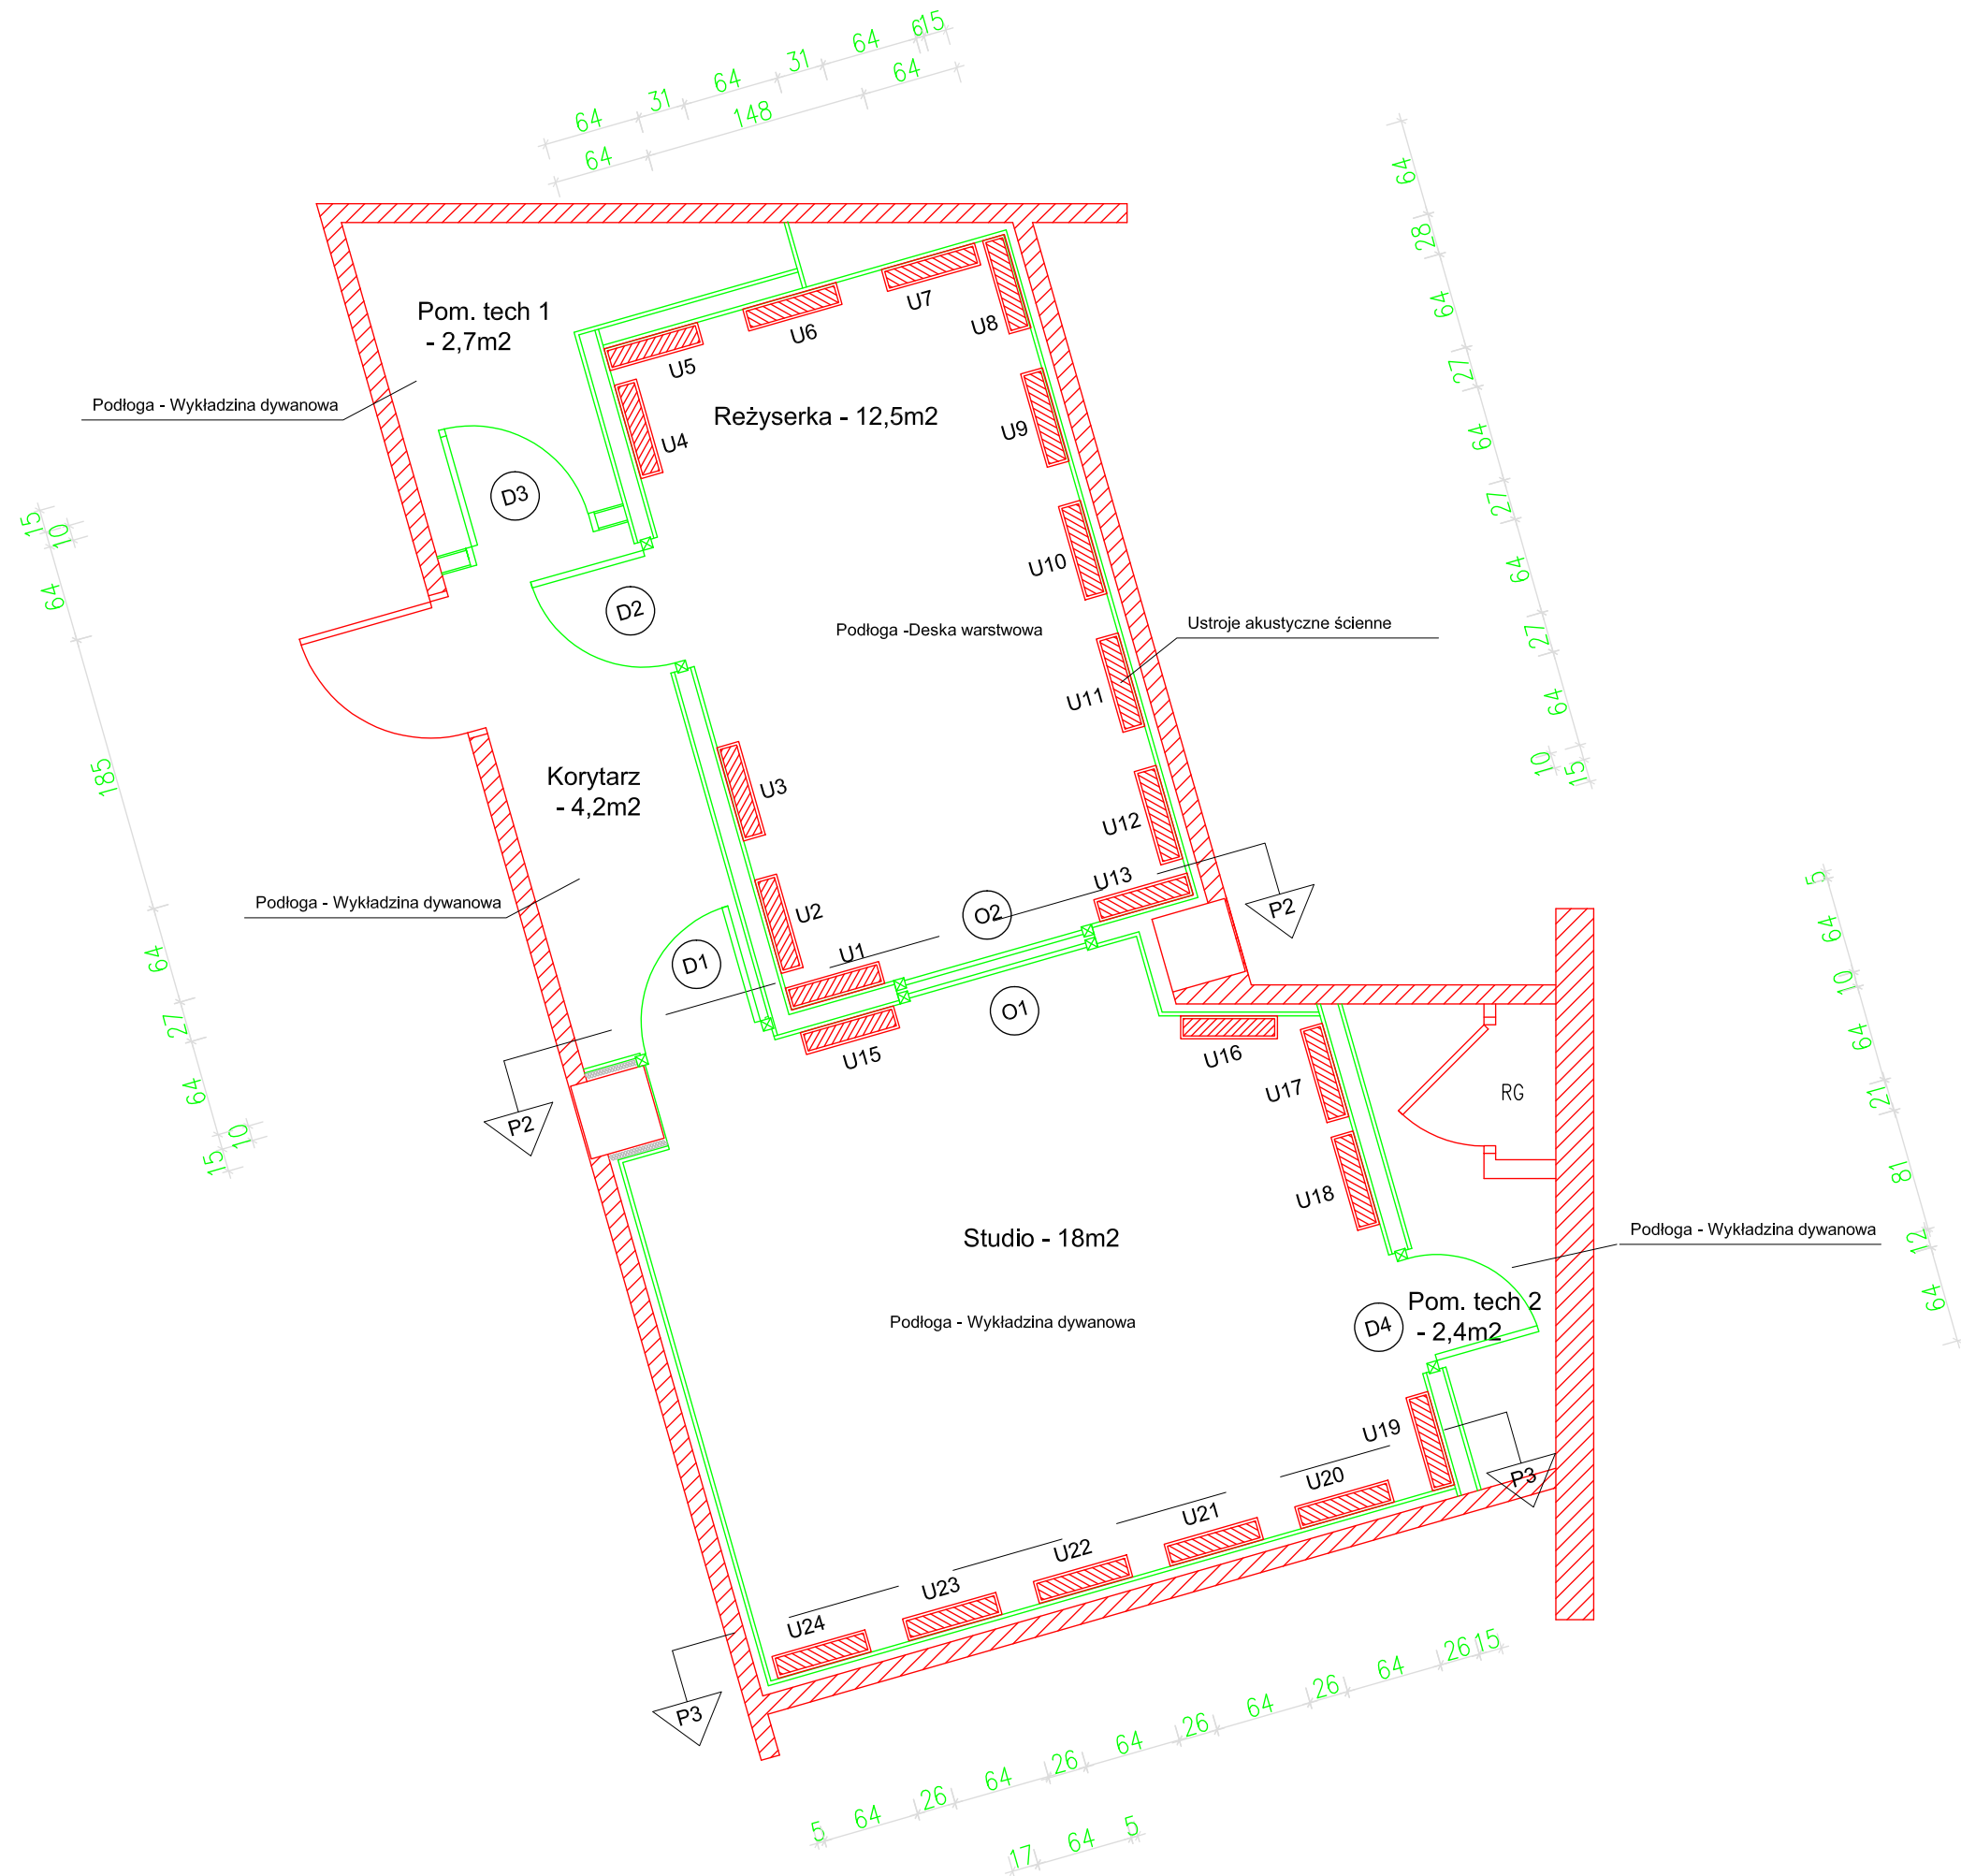 64
31
64
31
64
6
15
64
148
64
64
28
64
27
64
27
64
27
64
10
15
Pom. tech 1
- 2,7m2
Podłoga - Wykładzina dywanowa
U5
U6
U7
U8
U4
Reżyserka - 12,5m2
U9
D3
U10
D2
Podłoga -Deska warstwowa
Ustroje akustyczne ścienne
U11
15
10
64
185
64
27
64
10
15
Korytarz
- 4,2m2
U3
U12
U13
Podłoga - Wykładzina dywanowa
U2
O2
P2
D1
U1
O1
U15
U16
U17
RG
P2
U18
5
64
10
64
21
81
12
64
Studio - 18m2
Podłoga - Wykładzina dywanowa
Podłoga - Wykładzina dywanowa
D4
Pom. tech 2
- 2,4m2
U19
P3
U20
U21
U22
U23
U24
P3
5
64
26
64
26
64
26
64
26
64
26
15
17
64
5